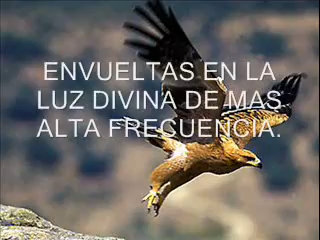 ENVUELTAS EN LA
LUZ DIVINA DE MAS
ALTA FRECUENCIA.